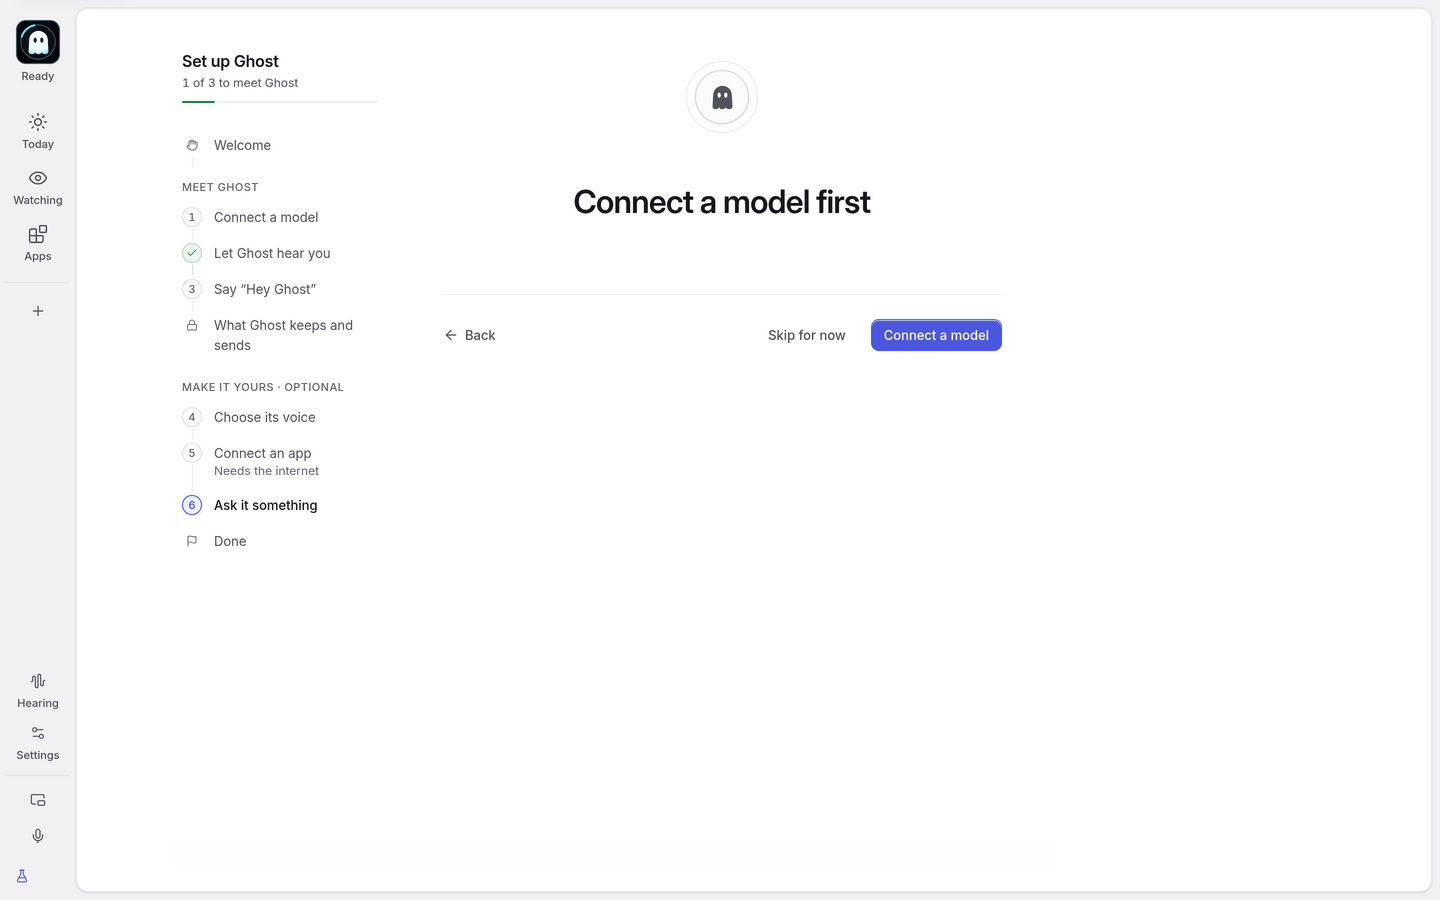 Ready
Today
Watching
Apps
Hearing
Settings
Set up Ghost
1 of 3 to meet Ghost
Welcome
MEET GHOST
1 Connect a model
Let Ghost hear you
3 Say “Hey Ghost”
What Ghost keeps and
sends
MAKE IT YOURS · OPTIONAL
4 Choose its voice
5 Connect an app
Needs the internet
6 Ask it something
Done
Connect a model first
Back
Skip for now
Connect a model